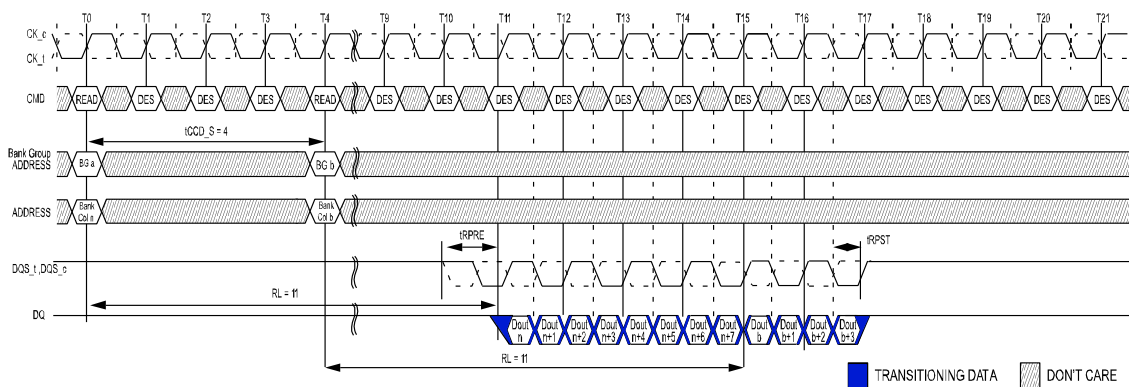 T0 T1 T2 T3 T4 T9 T10 T11 T12 T13 T14 T15 T16 T17 T18 T19 T20 T21
CK_c
CK_t
CMD READ DES DES DES READ DES DES DES DES DES DES DES DES DES DES DES DES DES
tCCD_S = 4
Bank Group
ADDRESS BG a BG b
ADDRESS Bank Col n Bank Col b
tRPRE tRPST
DQS_t ,DQS_c
RL = 11
DQ Dout n Dout n+1 Dout n+2 Dout n+3 Dout n+4 Dout n+5 Dout n+6 Dout n+7 Dout b Dout b+1 Dout b+2 Dout b+3
RL = 11
TRANSITIONING DATA DON'T CARE